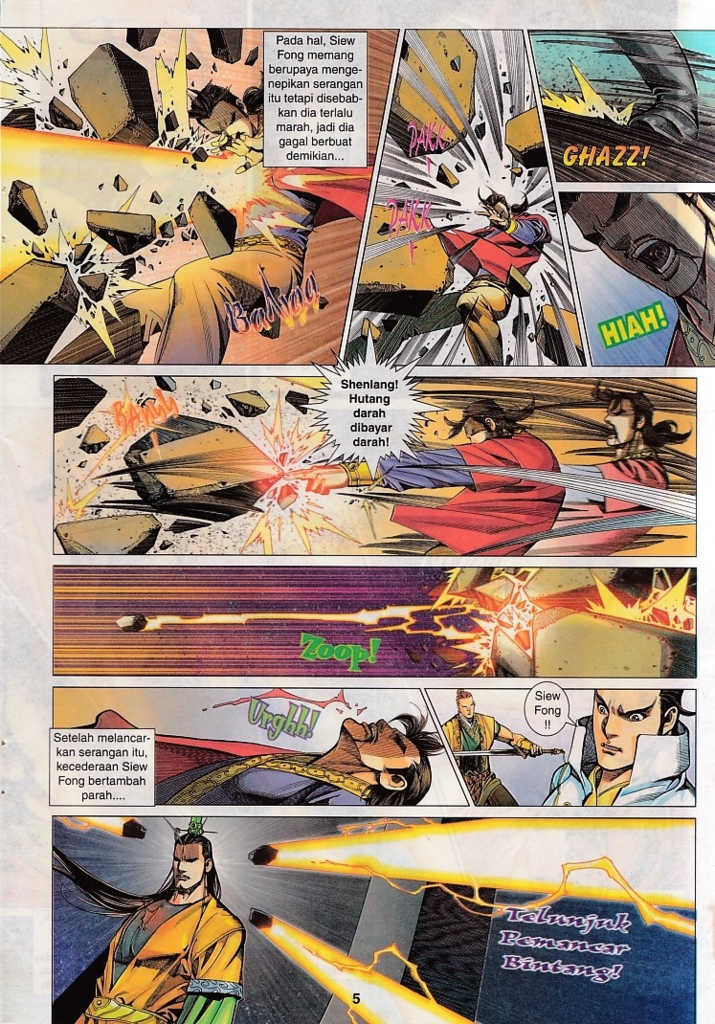 Pada hal, Siew
Fong memang
berupaya menge-
nepikan serangan
itu tetapi disebab-
kan dia terlalu
marah, jadi dia
gagal berbuat
demikian...
DAKK
!
DAKK
!
GHAZZ!
HIAH!
Shenlang!
Hutang
darah
dibayar
darah!
Zoop!
Setelah melancar-
kan serangan itu,
kecederaan Siew
Fong bertambah
parah....
Urghh!
Siew
Fong
!!
Telunjuk
Pemancar
Bintang!
5